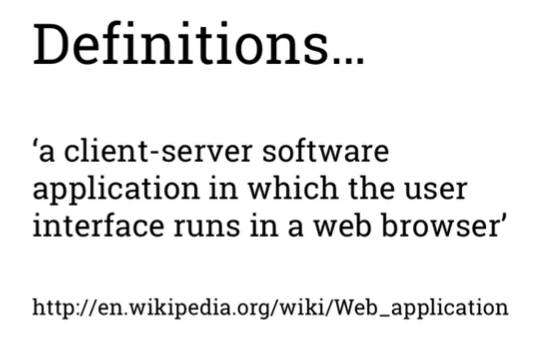 Definitions...
‘a client-server software
application in which the user
interface runs in a web browser’
http://en.wikipedia.org/wiki/Web_application